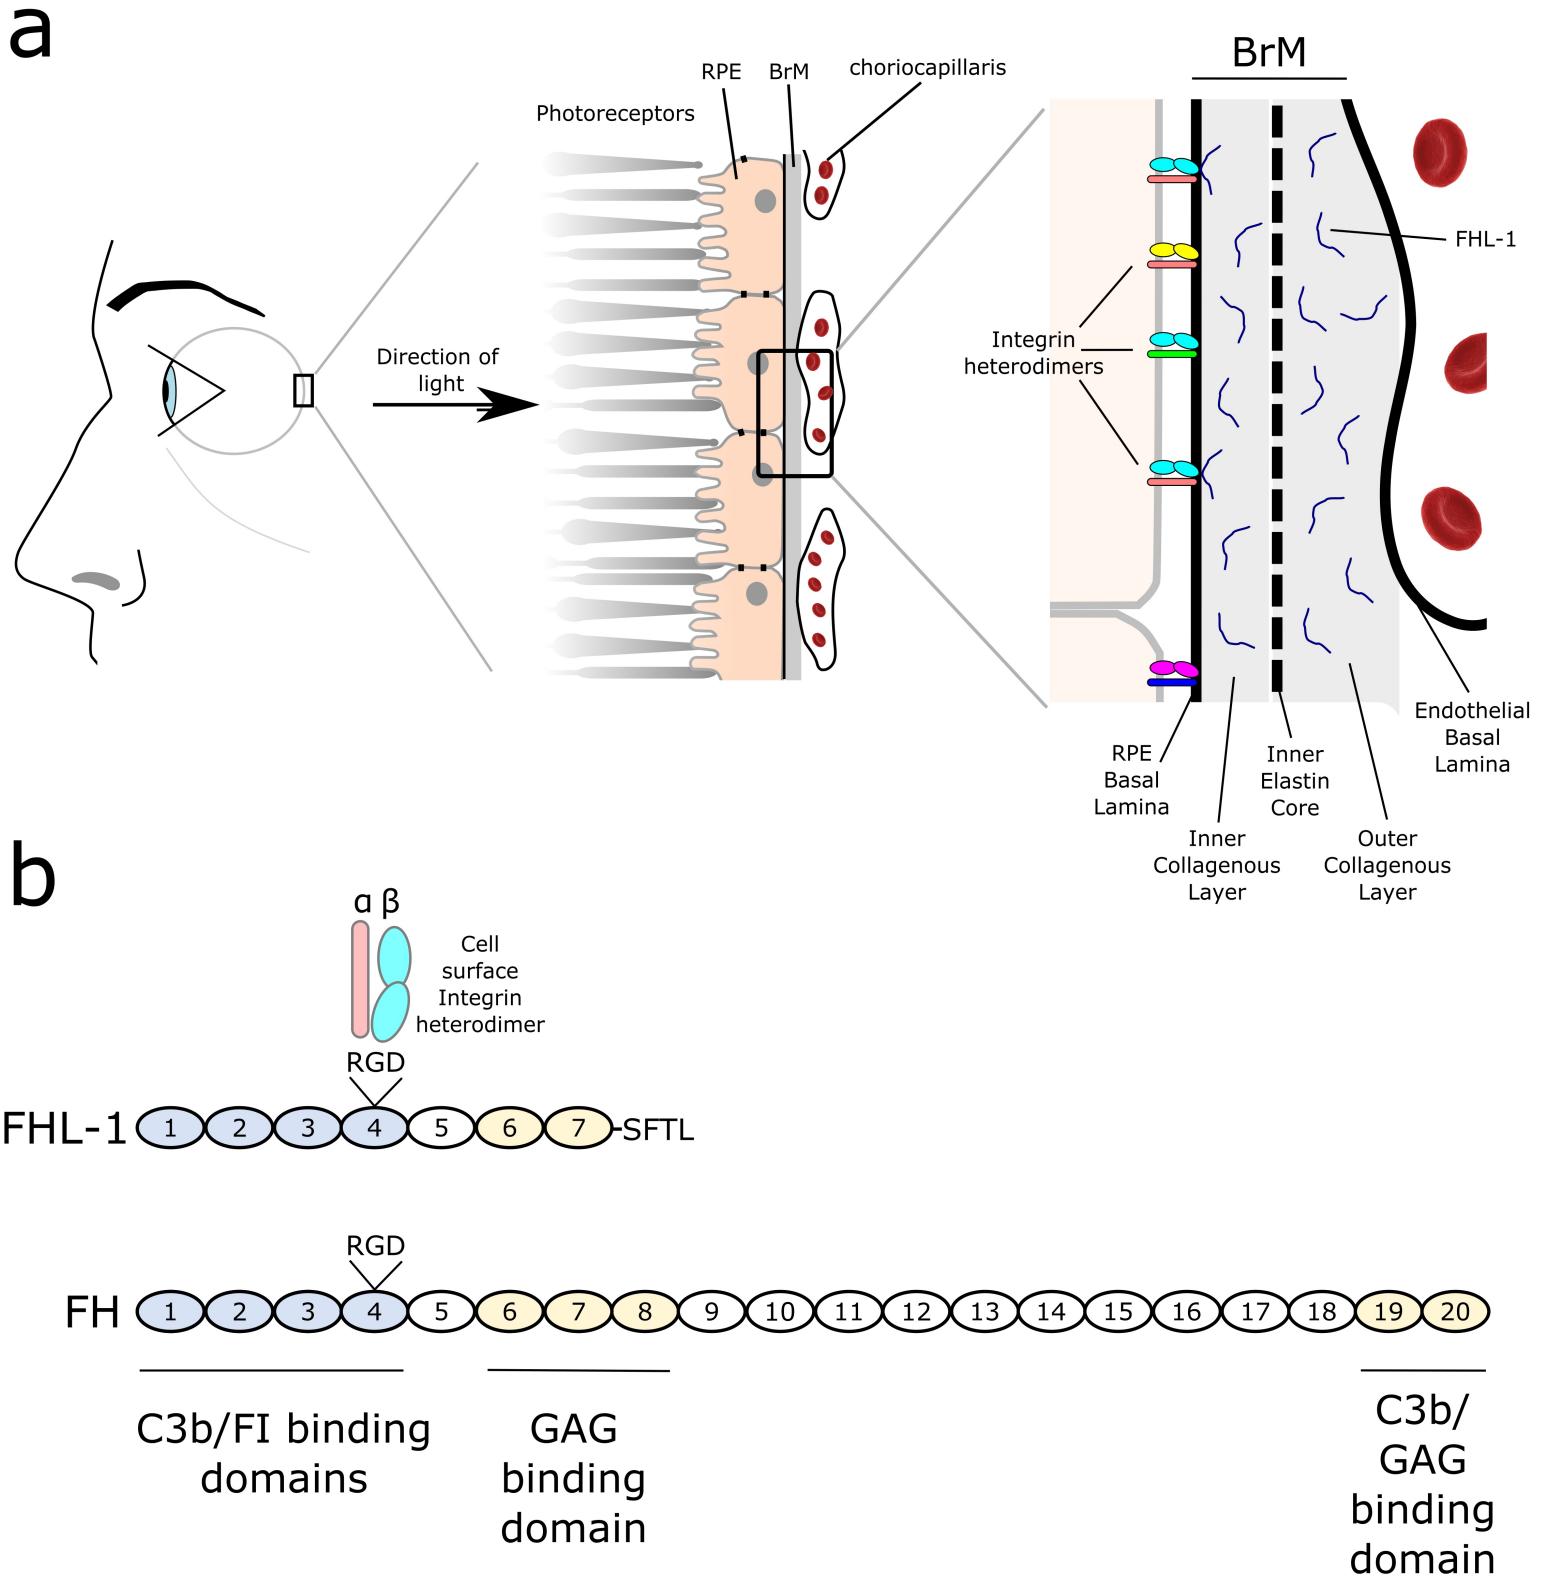 a
BrM
RPE
BrM
choriocapillaris
Photoreceptors
FHL-1
Integrin
heterodimers
Direction of
light
Endothelial
Basal
Lamina
RPE
Basal
Lamina
Inner
Elastin
Core
Inner
Collagenous
Layer
Outer
Collagenous
Layer
b
α β
Cell
surface
Integrin
heterodimer
RGD
FHL-1
1 2 3 4 5 6 7
-SFTL
RGD
FH
1 2 3 4 5 6 7 8 9 10 11 12 13 14 15 16 17 18 19 20
C3b/FI binding
domains
GAG
binding
domain
C3b/
GAG
binding
domain